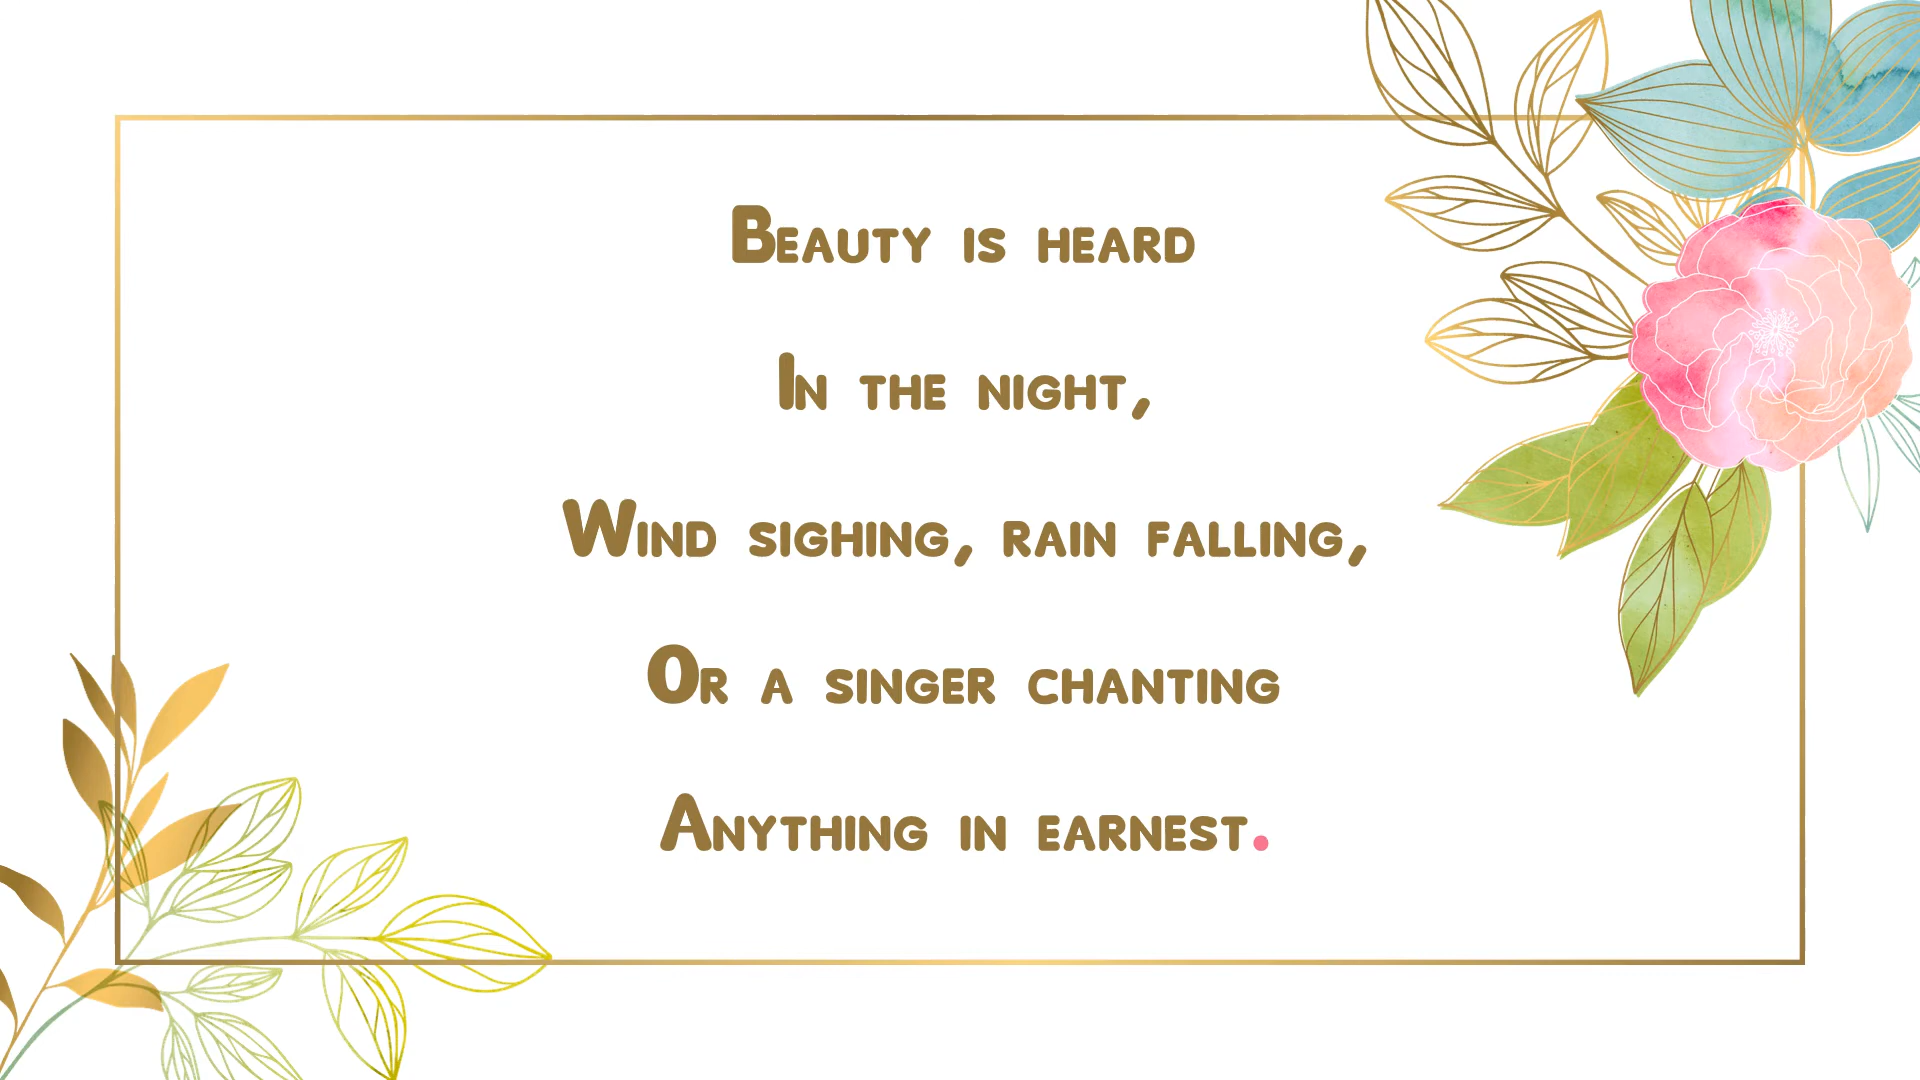 Beauty is heard
In the night,
Wind sighing, rain falling,
Or a singer chanting
Anything in earnest.